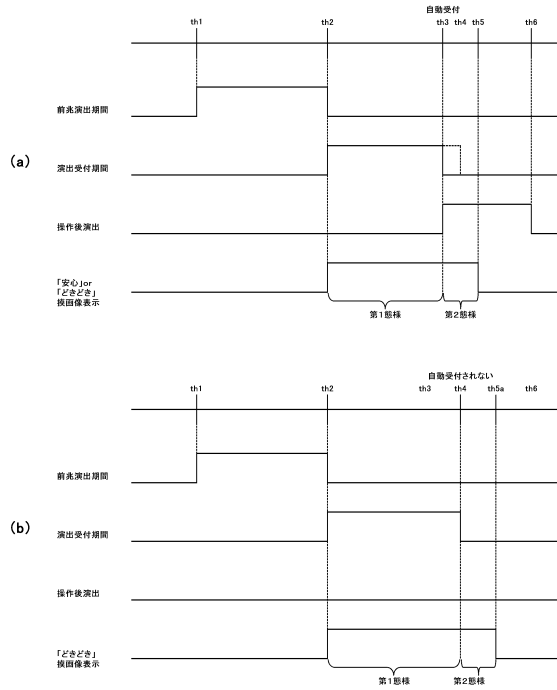 自動受付
th1 th2 th3 th4 th5 th6
前兆演出期間
(a)
演出受付期間
操作後演出
「安心」or
「どきどき」
摸画像表示
第1態様 第2態様
自動受付されない
th1 th2 th3 th4 th5a th6
前兆演出期間
(b)
演出受付期間
操作後演出
「どきどき」
摸画像表示
第1態様 第2態様